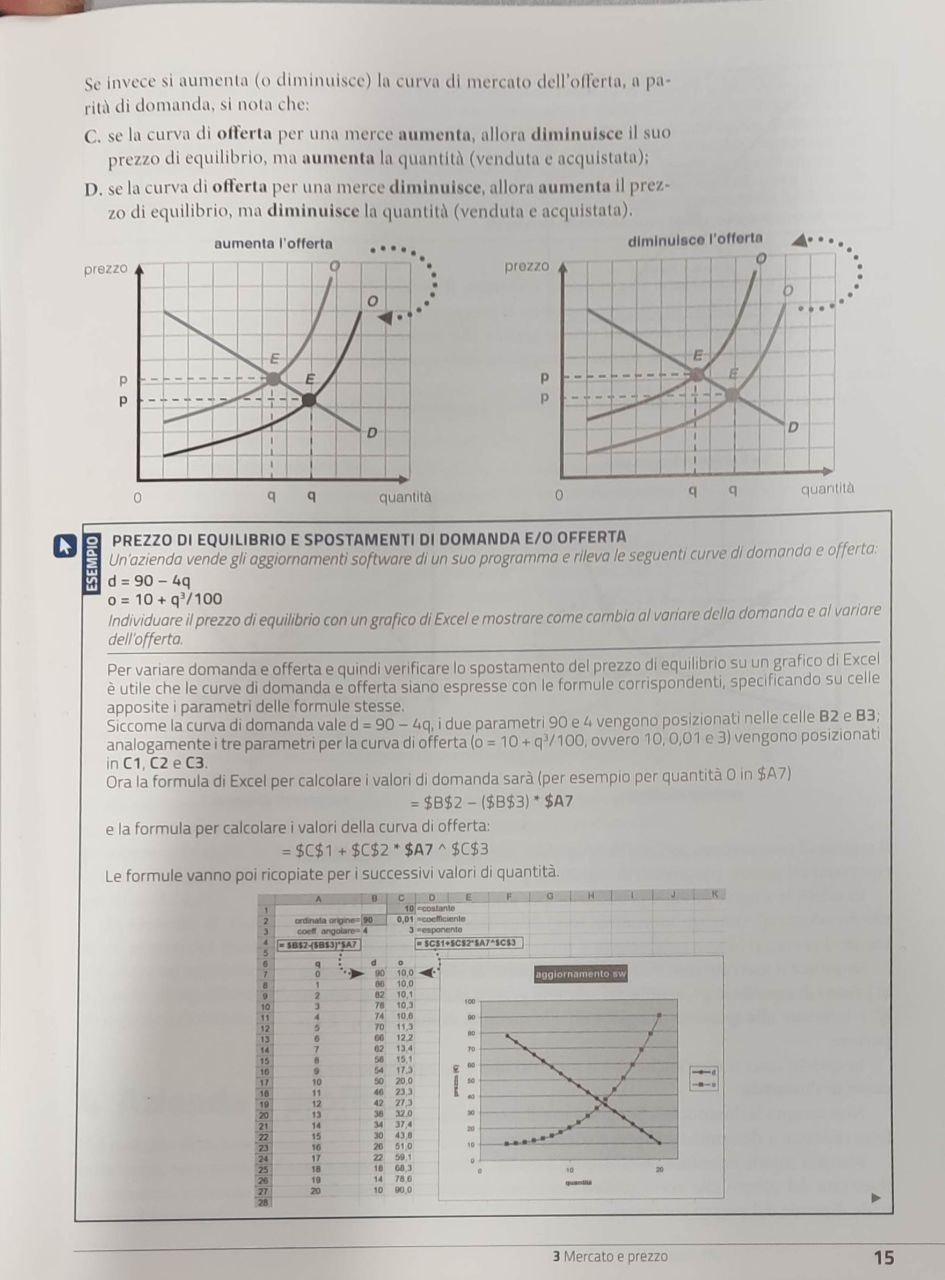 Se invece si aumenta (o diminuisce) la curva di mercato dell'offerta, a pa-
rità di domanda, si nota che:
C. se la curva di offerta per una merce aumenta, allora diminuisce il suo
prezzo di equilibrio, ma aumenta la quantità (venduta e acquistata);
D. se la curva di offerta per una merce diminuisce, allora aumenta il prez-
zo di equilibrio, ma diminuisce la quantità (venduta e acquistata).
aumenta l'offerta
prezzo
O
O
E
E
p
p
D
0
q
q
quantità
diminuisce l'offerta
prezzo
O
O
E
E
p
p
D
0
q
q
quantità
ESEMPIO
PREZZO DI EQUILIBRIO E SPOSTAMENTI DI DOMANDA E/O OFFERTA
Un'azienda vende gli aggiornamenti software di un suo programma e rileva le seguenti curve di domanda e offerta:
d = 90 – 4q
o = 10 + q³/100
Individuare il prezzo di equilibrio con un grafico di Excel e mostrare come cambia al variare della domanda e al variare
dell'offerta.
Per variare domanda e offerta e quindi verificare lo spostamento del prezzo di equilibrio su un grafico di Excel
è utile che le curve di domanda e offerta siano espresse con le formule corrispondenti, specificando su celle
apposite i parametri delle formule stesse.
Siccome la curva di domanda vale d = 90 – 4q, i due parametri 90 e 4 vengono posizionati nelle celle B2 e B3;
analogamente i tre parametri per la curva di offerta (o = 10 + q³/100, ovvero 10, 0,01 e 3) vengono posizionati
in C1, C2 e C3.
Ora la formula di Excel per calcolare i valori di domanda sarà (per esempio per quantità 0 in $A7)
= $B$2 – ($B$3) * $A7
e la formula per calcolare i valori della curva di offerta:
= $C$1 + $C$2 * $A7 ^ $C$3
Le formule vanno poi ricopiate per i successivi valori di quantità.
A B C D E F G H I J K
1 10 =costante
2 ordinata origine= 90 0,01 =coefficiente
3 coeff angolare= 4 3 =esponente
4 = $B$2-($B$3)*$A7 = $C$1+$C$2*$A7^$C$3
5
6 q d o
7 0 90 10,0
8 1 86 10,0
9 2 82 10,1
10 3 78 10,3
11 4 74 10,6
12 5 70 11,3
13 6 66 12,2
14 7 62 13,4
15 8 58 15,1
16 9 54 17,3
17 10 50 20,0
18 11 46 23,3
19 12 42 27,3
20 13 38 32,0
21 14 34 37,4
22 15 30 43,8
23 16 26 51,0
24 17 22 59,1
25 18 18 68,3
26 19 14 78,6
27 20 10 90,0
28
aggiornamento sw
prezzo (€)
100
90
80
70
60
50
40
30
20
10
0
0 10 20
quantità
d
o
3 Mercato e prezzo
15